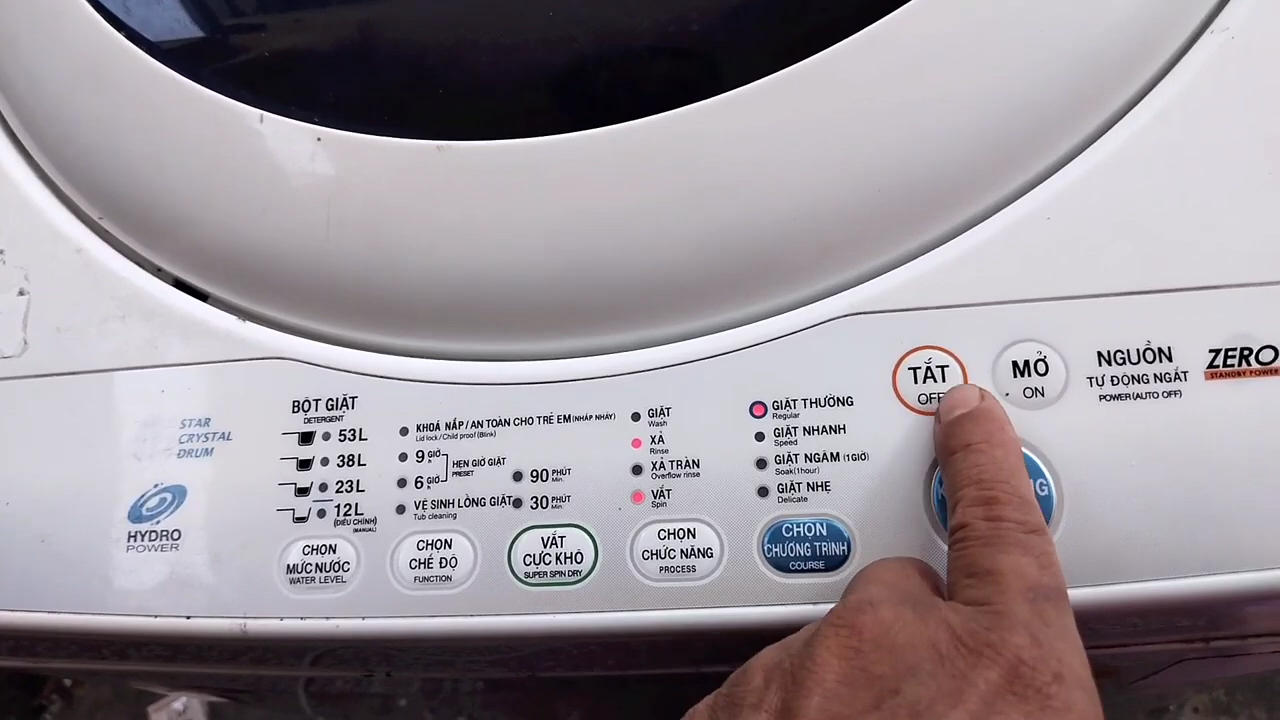 STAR
CRYSTAL
DRUM
HYDRO
POWER
BỘT GIẶT
DETERGENT
53L
38L
23L
12L
(ĐIỀU CHỈNH)
(MANUAL)
CHỌN
MỨC NƯỚC
WATER LEVEL
KHOÁ NẮP / AN TOÀN CHO TRẺ EM (NHẤP NHÁY)
Lid lock / Child proof (Blink)
9 GIỜ
6 GIỜ
HẸN GIỜ GIẶT
PRESET
VỆ SINH LỒNG GIẶT
Tub cleaning
CHỌN
CHẾ ĐỘ
FUNCTION
90 PHÚT
Min.
30 PHÚT
Min.
VẮT
CỰC KHÔ
SUPER SPIN DRY
GIẶT
Wash
XẢ
Rinse
XẢ TRÀN
Overflow rinse
VẮT
Spin
CHỌN
CHỨC NĂNG
PROCESS
GIẶT THƯỜNG
Regular
GIẶT NHANH
Speed
GIẶT NGÂM (1GIỜ)
Soak(1hour)
GIẶT NHẸ
Delicate
CHỌN
CHƯƠNG TRÌNH
COURSE
TẮT
MỞ
ON
NGUỒN
TỰ ĐỘNG NGẮT
POWER (AUTO OFF)
ZERO
STANDBY POWER